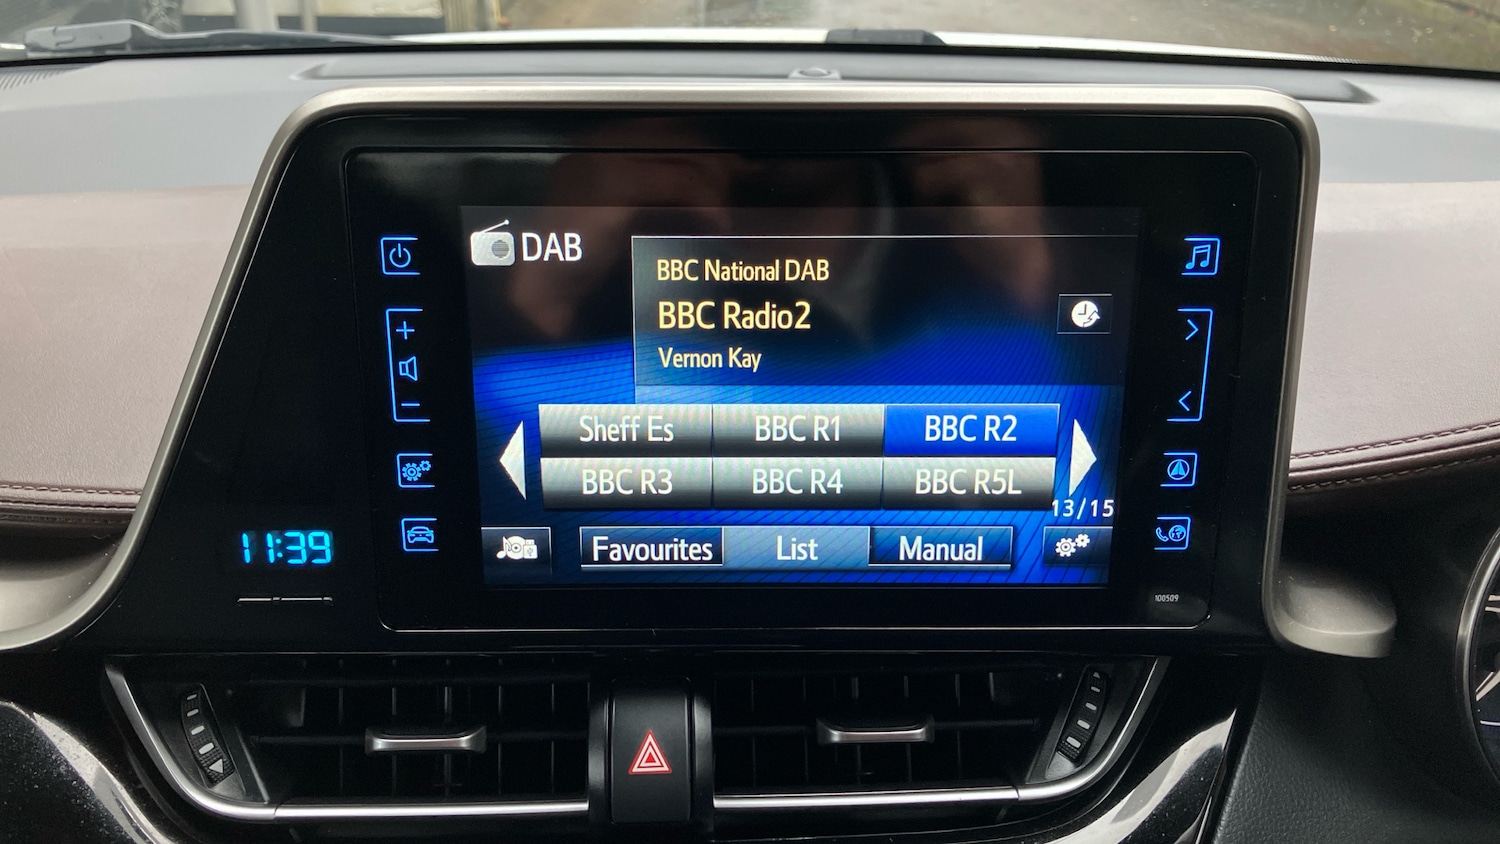 DAB
BBC National DAB
BBC Radio2
Vernon Kay
Sheff Es BBC R1 BBC R2
BBC R3 BBC R4 BBC R5L
13/15
Favourites List Manual
11:39
100509